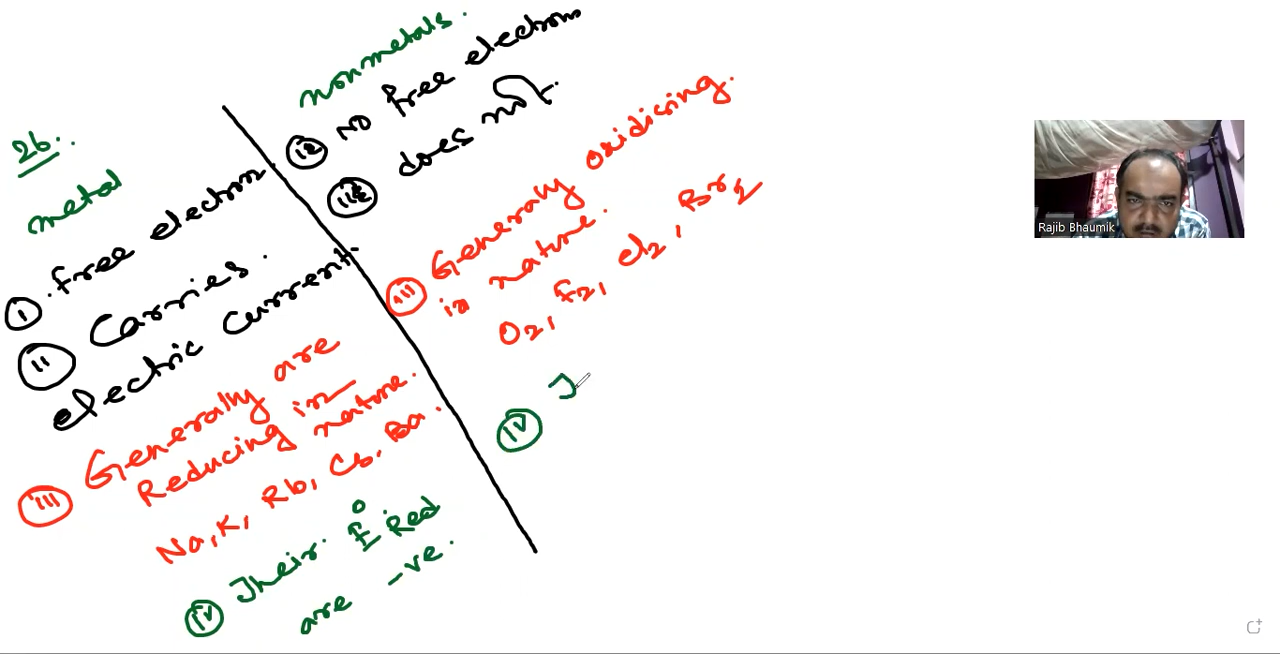 26.
metal
(i) free electron.
(ii) Carries.
electric current.
(iii) Generally are
Reducing in
nature.
Na, K, Rb, Cs, Ba.
(iv) Their E° Red
are -ve.
nonmetals.
No free electrons
does not.
(iii) Generally oxidising
in nature.
O2, F2, Cl2, Br2
(iv)
Rajib Bhaumik